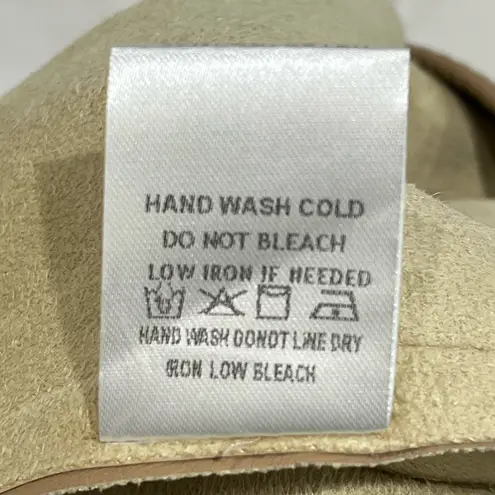 HAND WASH COLD
DO NOT BLEACH
LOW IRON IF NEEDED
HAND WASH DONOT LINE DRY
IRON LOW BLEACH